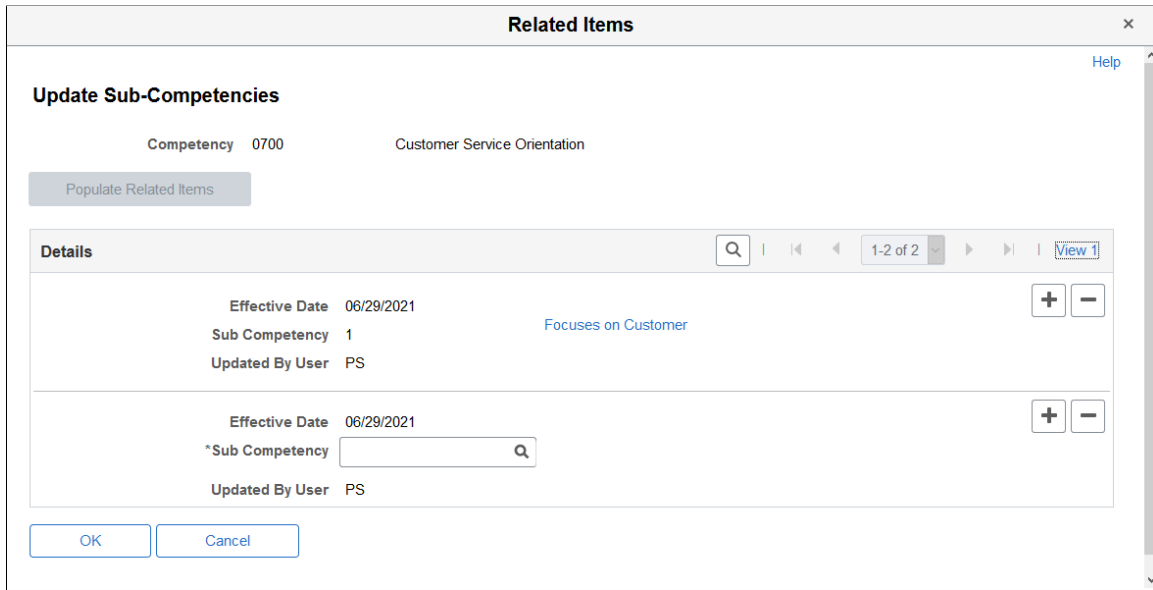 Related Items
×
Help
Update Sub-Competencies
Competency 0700 Customer Service Orientation
Populate Related Items
Details 1-2 of 2 View 1
Effective Date 06/29/2021
Focuses on Customer
Sub Competency 1
Updated By User PS
Effective Date 06/29/2021
*Sub Competency
Updated By User PS
OK Cancel